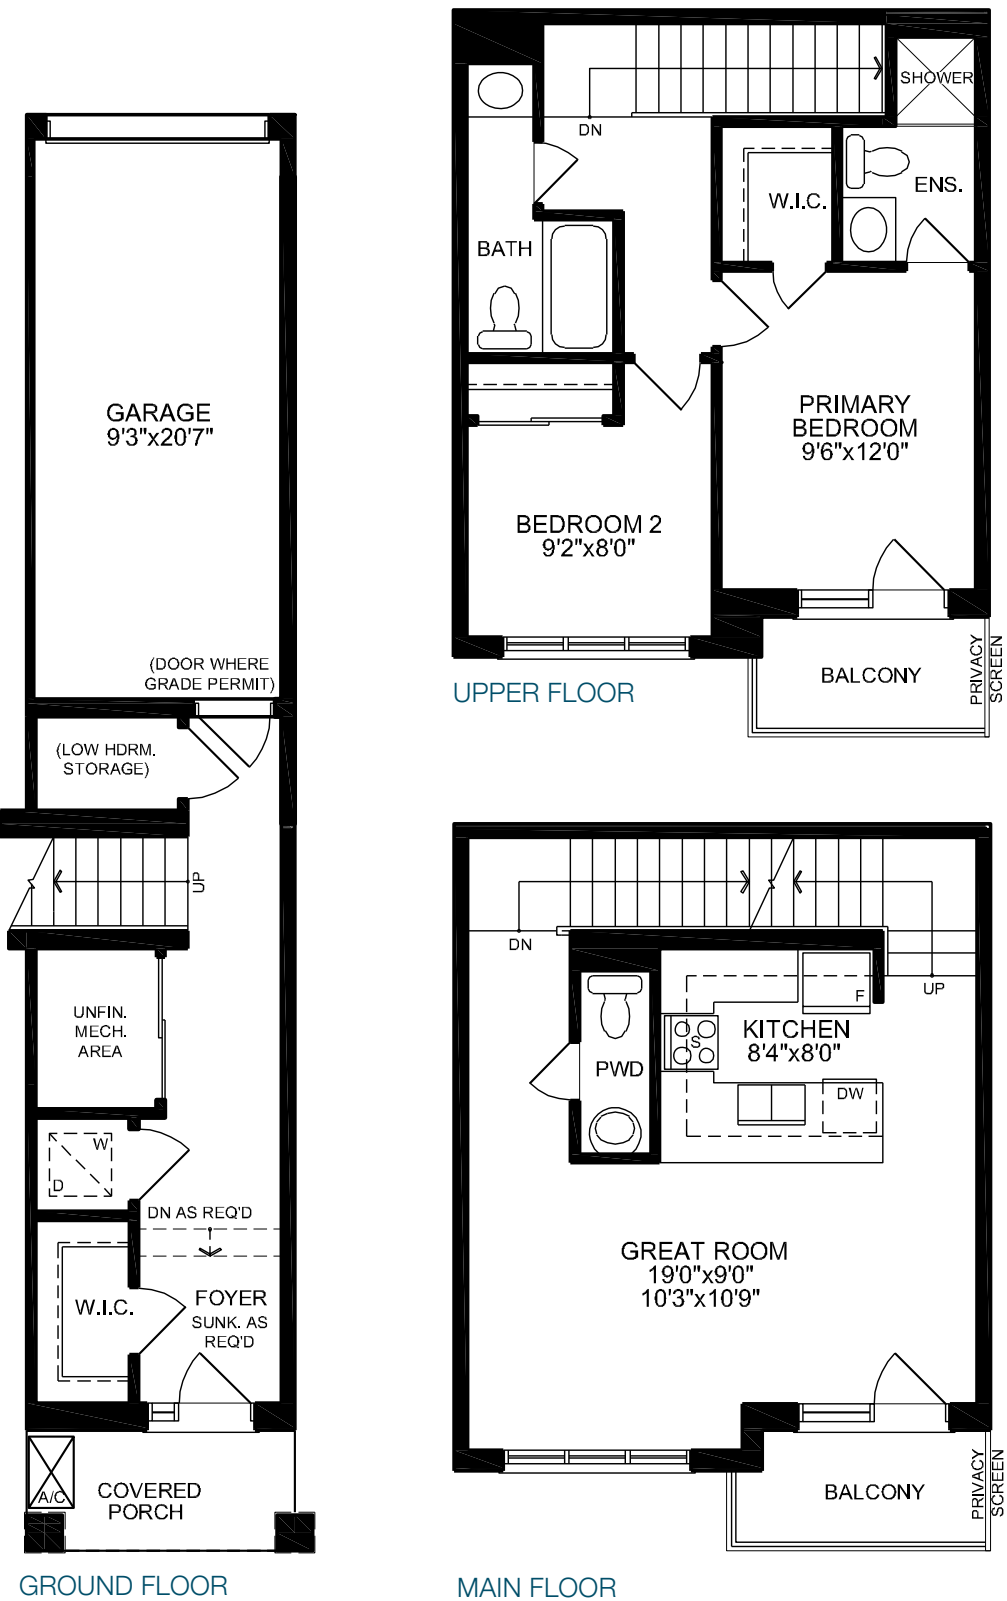 GARAGE
9'3"x20'7"
(DOOR WHERE
GRADE PERMIT)
(LOW HDRM.
STORAGE)
UP
UNFIN.
MECH.
AREA
W
D
DN AS REQ'D
W.I.C.
FOYER
SUNK. AS
REQ'D
A/C
COVERED
PORCH
GROUND FLOOR
SHOWER
DN
W.I.C.
ENS.
BATH
PRIMARY
BEDROOM
9'6"x12'0"
BEDROOM 2
9'2"x8'0"
BALCONY
PRIVACY
SCREEN
UPPER FLOOR
DN
UP
F
KITCHEN
8'4"x8'0"
S
PWD
DW
GREAT ROOM
19'0"x9'0"
10'3"x10'9"
BALCONY
PRIVACY
SCREEN
MAIN FLOOR